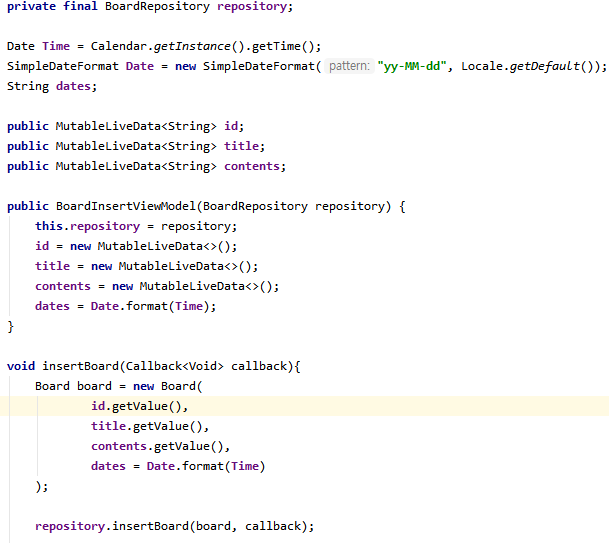 private final BoardRepository repository;
Date Time = Calendar.getInstance().getTime();
SimpleDateFormat Date = new SimpleDateFormat( pattern: "yy-MM-dd", Locale.getDefault());
String dates;
public MutableLiveData<String> id;
public MutableLiveData<String> title;
public MutableLiveData<String> contents;
public BoardInsertViewModel(BoardRepository repository) {
this.repository = repository;
id = new MutableLiveData<>();
title = new MutableLiveData<>();
contents = new MutableLiveData<>();
dates = Date.format(Time);
}
void insertBoard(Callback<Void> callback){
Board board = new Board(
id.getValue(),
title.getValue(),
contents.getValue(),
dates = Date.format(Time)
);
repository.insertBoard(board, callback);